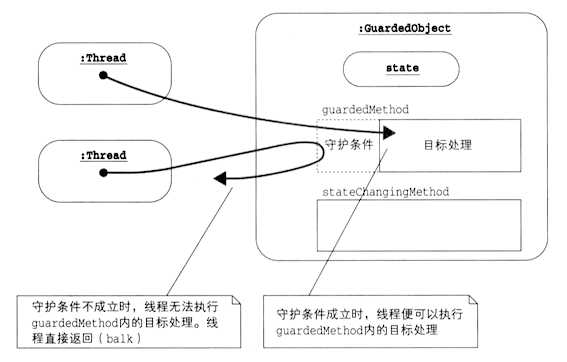 :GuardedObject
:Thread
state
guardedMethod
守护条件
目标处理
:Thread
stateChangingMethod
守护条件不成立时，线程无法执行
guardedMethod内的目标处理。线
程直接返回（balk）
守护条件成立时，线程便可以执行
guardedMethod内的目标处理